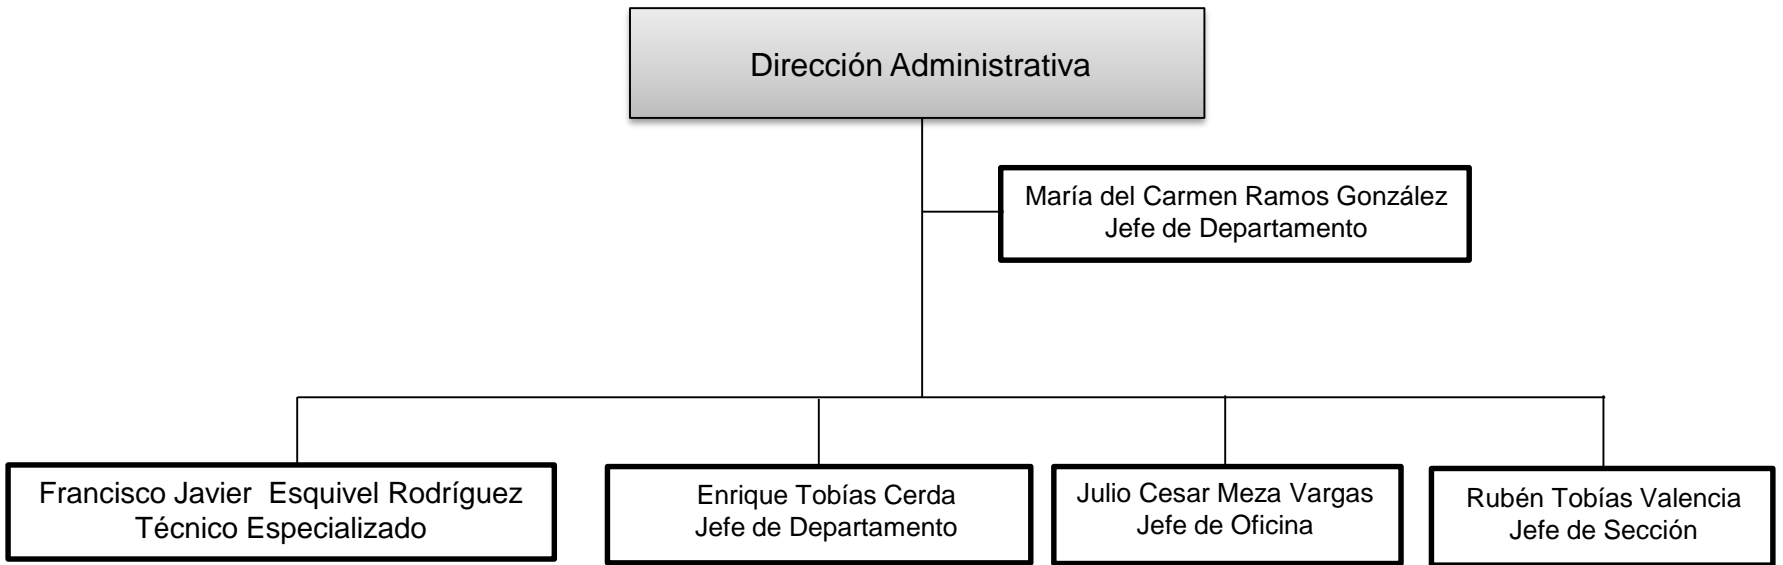 Dirección Administrativa
María del Carmen Ramos González
Jefe de Departamento
Francisco Javier  Esquivel Rodríguez
Técnico Especializado
Enrique Tobías Cerda
Jefe de Departamento
Julio Cesar Meza Vargas
Jefe de Oficina
Rubén Tobías Valencia
Jefe de Sección